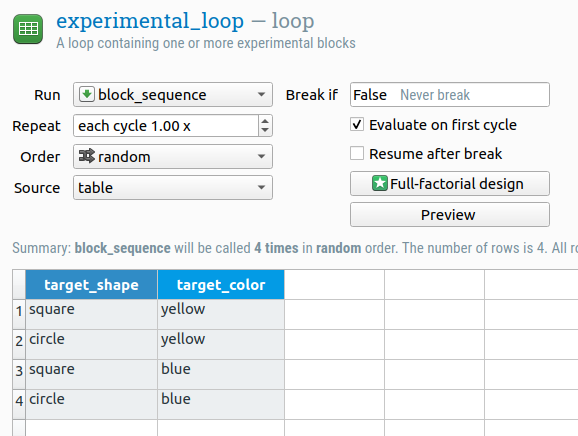 experimental_loop – loop
A loop containing one or more experimental blocks
Run block_sequence Break if False Never break
Repeat each cycle 1.00 x Evaluate on first cycle
Order random Resume after break
Source table Full-factorial design
Preview
Summary: block_sequence will be called 4 times in random order. The number of rows is 4. All ro
target_shape target_color
1 square yellow
2 circle yellow
3 square blue
4 circle blue